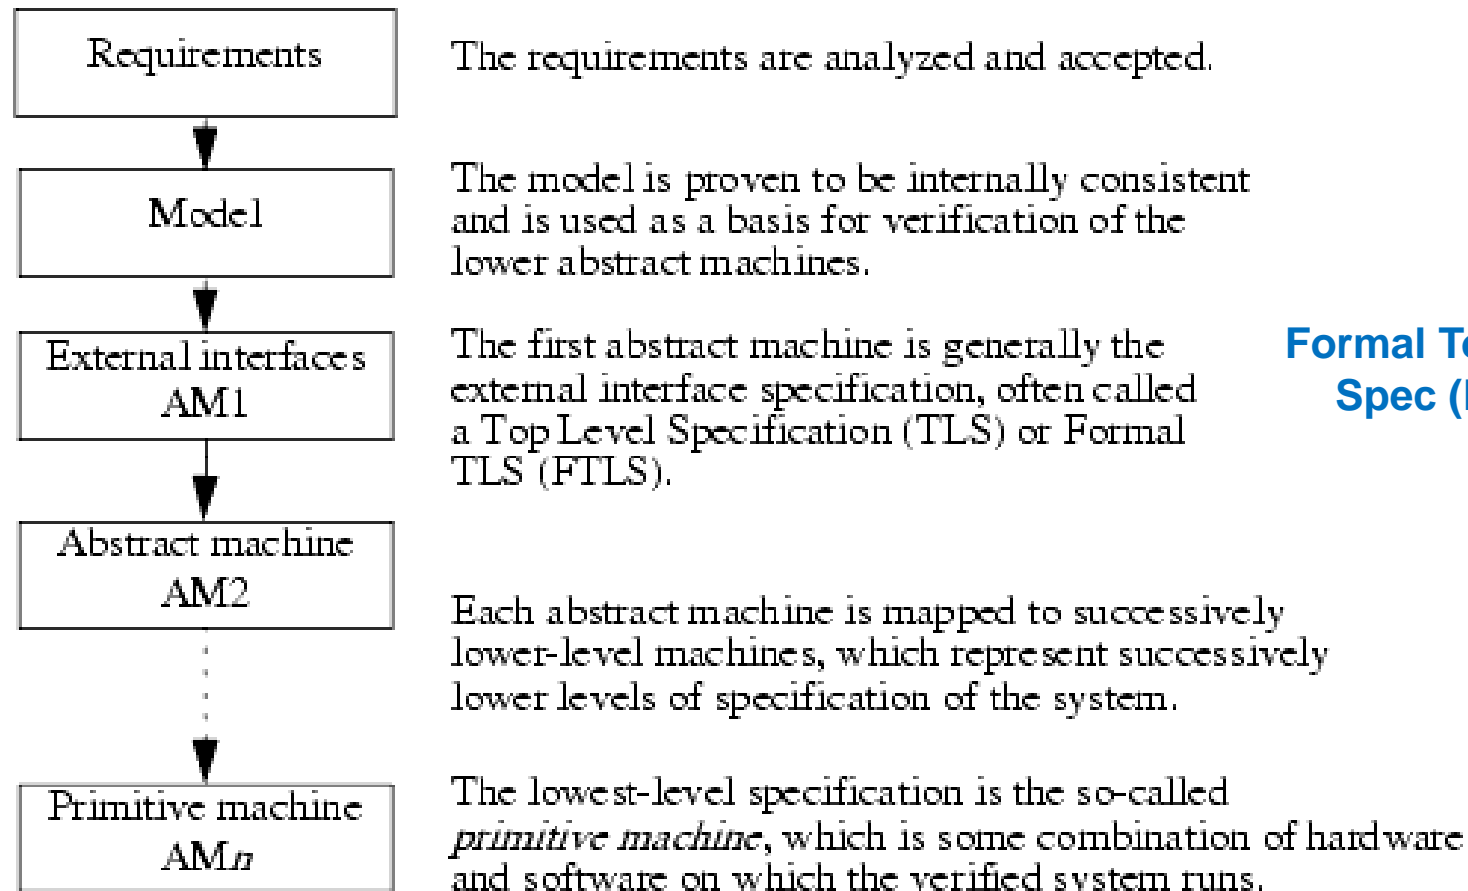 Requirements
The requirements are analyzed and accepted.
Model
The model is proven to be internally consistent
and is used as a basis for verification of the
lower abstract machines.
External interfaces
AM1
The first abstract machine is generally the
external interface specification, often called
a Top Level Specification (TLS) or Formal
TLS (FTLS).
Formal
Spec
Abstract machine
AM2
Each abstract machine is mapped to successively
lower-level machines, which represent successively
lower levels of specification of the system.
Primitive machine
AMn
The lowest-level specification is the so-called
primitive machine, which is some combination of hardware
and software on which the verified system runs.